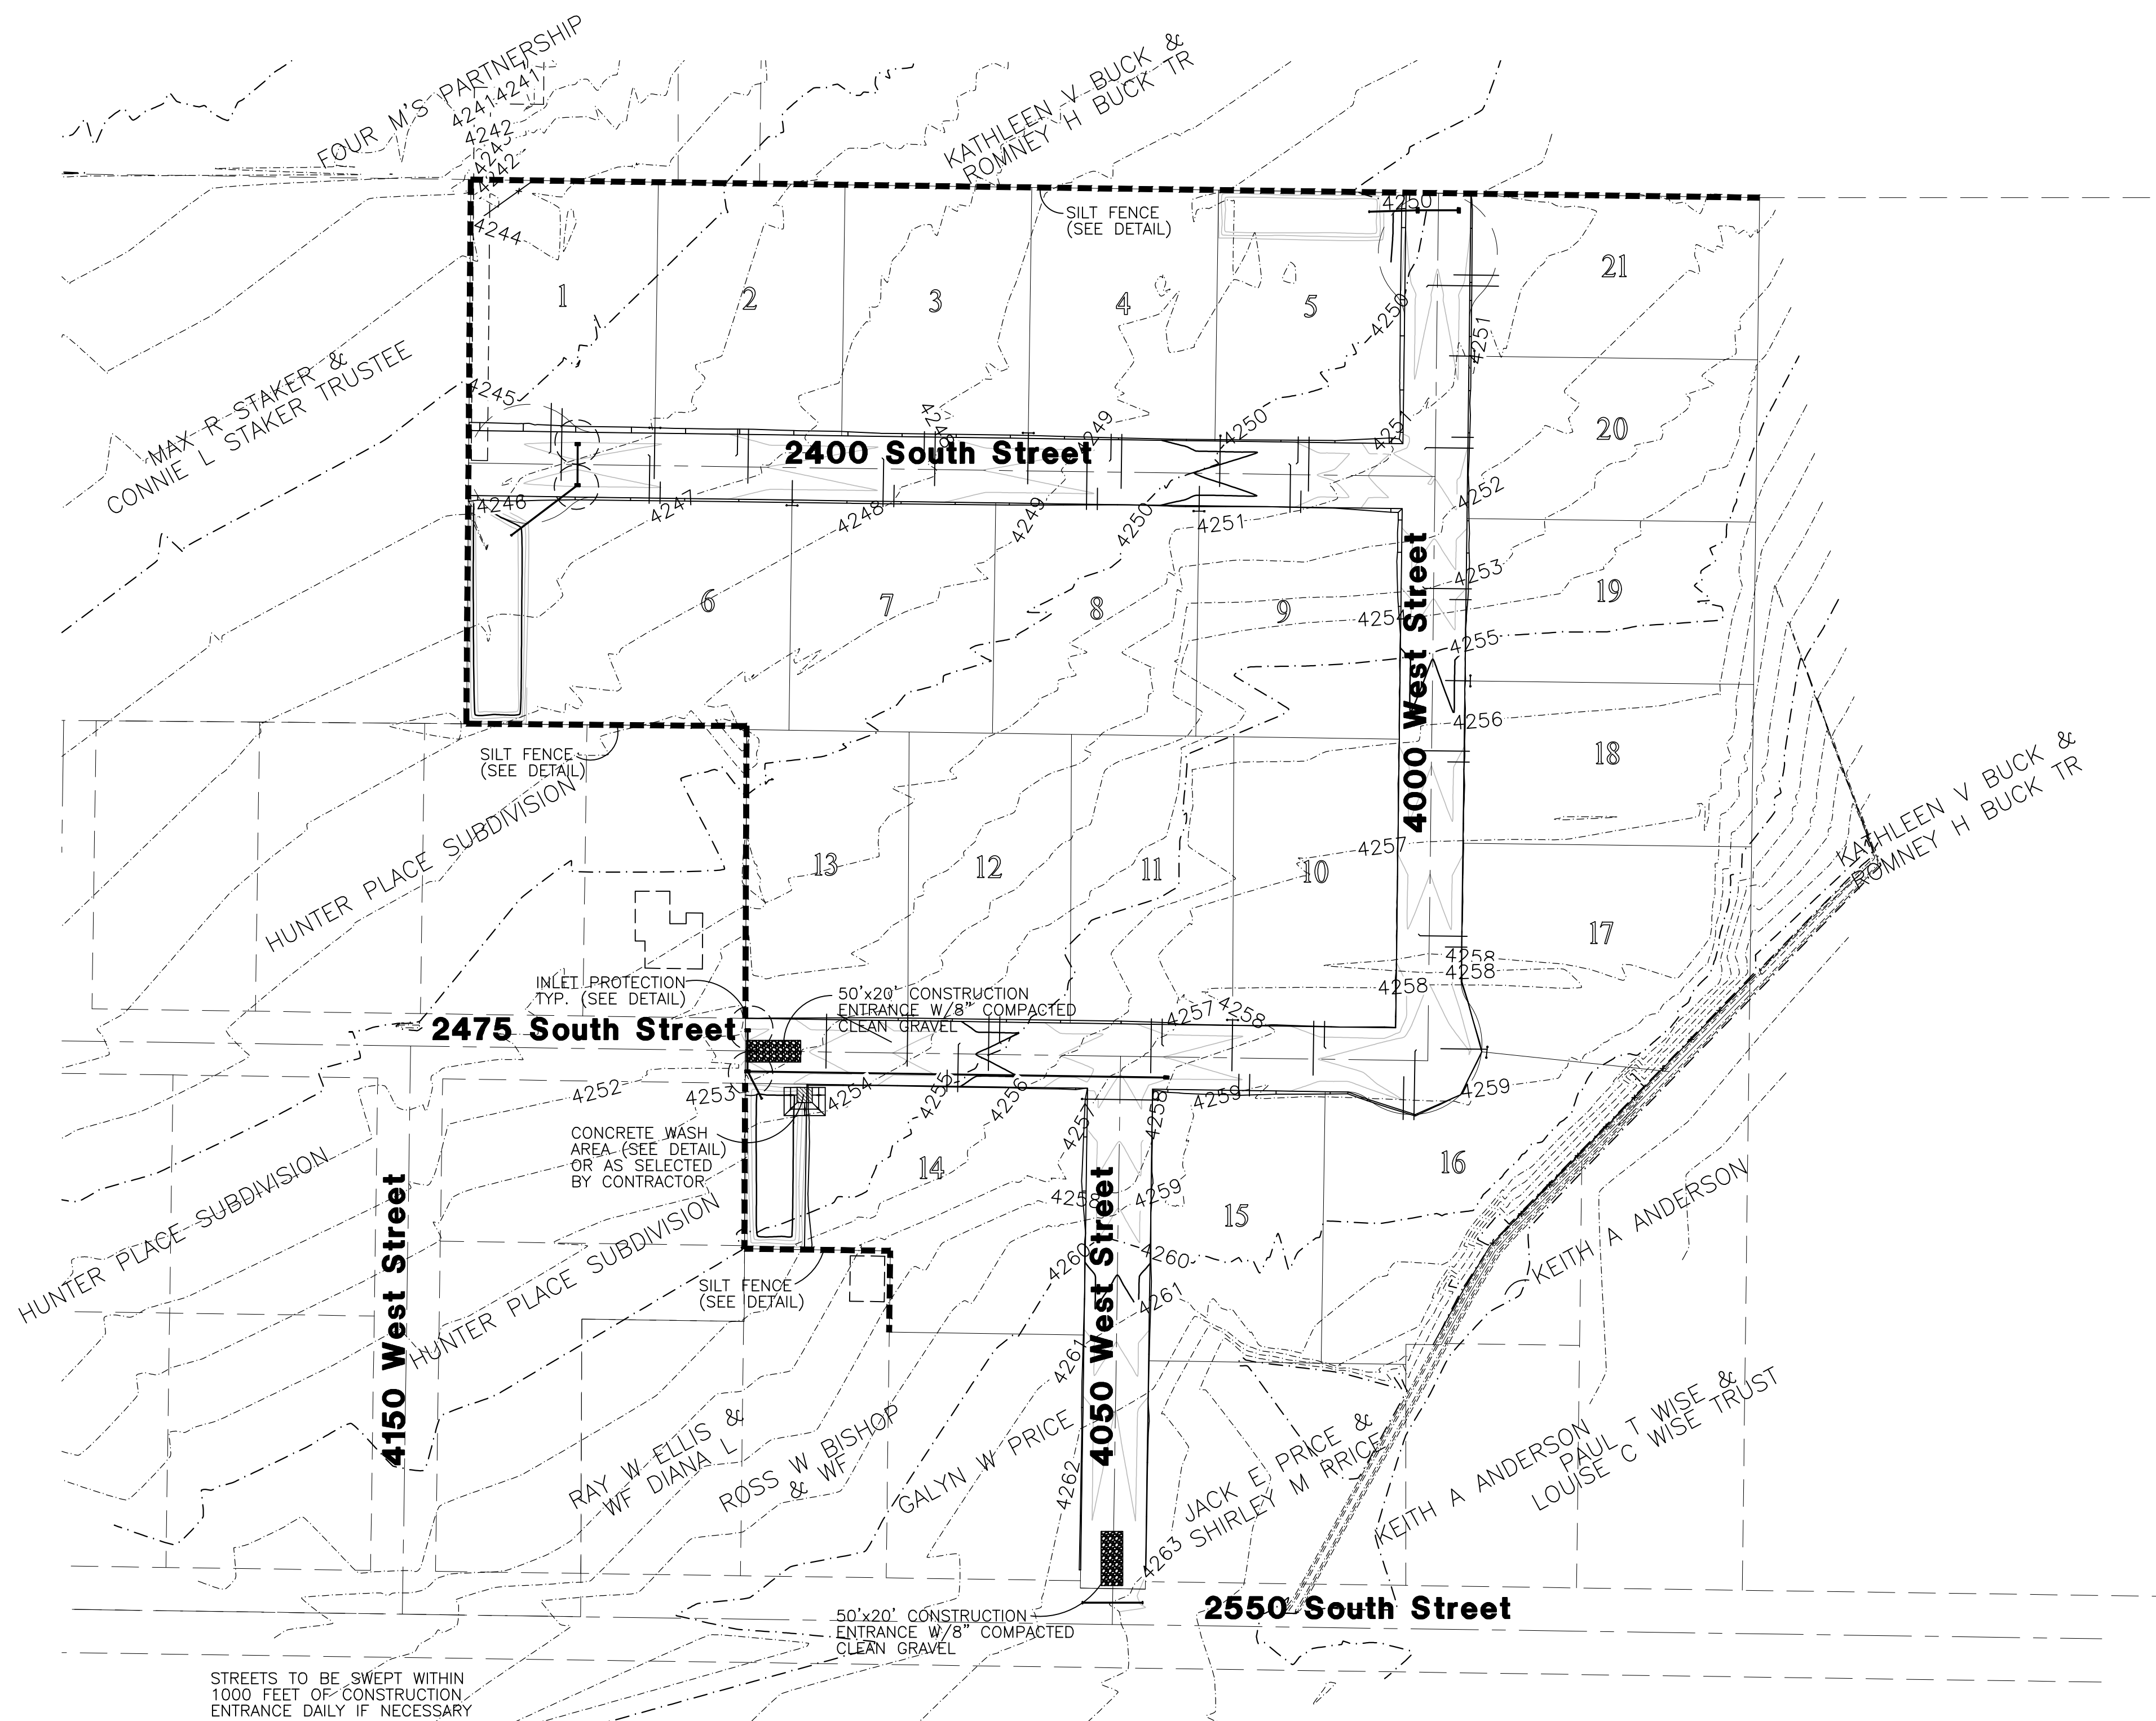 FOUR M'S PARTNERSHIP
42414241
4242
4243
4242
KATHLEEN V BUCK &
ROMNEY H BUCK TR
SILT FENCE
(SEE DETAIL)
4250
4244
1
2
3
4
5
21
4250
4251
MAX R STAKER &
CONNIE L STAKER TRUSTEE
4245
4249
4250
4251
20
2400 South Street
4246
4247
4248
4249
4250
4251
4252
4000 West Street
4253
6
7
8
9
19
4254
4255
4256
SILT FENCE
(SEE DETAIL)
18
KATHLEEN V BUCK &
ROMNEY H BUCK TR
HUNTER PLACE SUBDIVISION
4257
13
12
11
10
17
INLET PROTECTION
TYP. (SEE DETAIL)
50'x20' CONSTRUCTION
ENTRANCE W/8" COMPACTED
CLEAN GRAVEL
4258
4258
4258
4257
4258
2475 South Street
4252
4253
4254
4255
4256
4257
4258
4259
4259
CONCRETE WASH
AREA (SEE DETAIL)
OR AS SELECTED
BY CONTRACTOR
14
16
HUNTER PLACE SUBDIVISION
4150 West Street
HUNTER PLACE SUBDIVISION
4258
4259
15
4050 West Street
KEITH A ANDERSON
4260
4260
4261
SILT FENCE
(SEE DETAIL)
4261
RAY W ELLIS &
WF DIANA L
ROSS W BISHOP
& WF
GALYN W PRICE
4262
JACK E PRICE &
SHIRLEY M RRICE
KEITH A ANDERSON
PAUL T WISE &
LOUISE C WISE TRUST
4263
50'x20' CONSTRUCTION
ENTRANCE W/8" COMPACTED
CLEAN GRAVEL
2550 South Street
STREETS TO BE SWEPT WITHIN
1000 FEET OF CONSTRUCTION
ENTRANCE DAILY IF NECESSARY